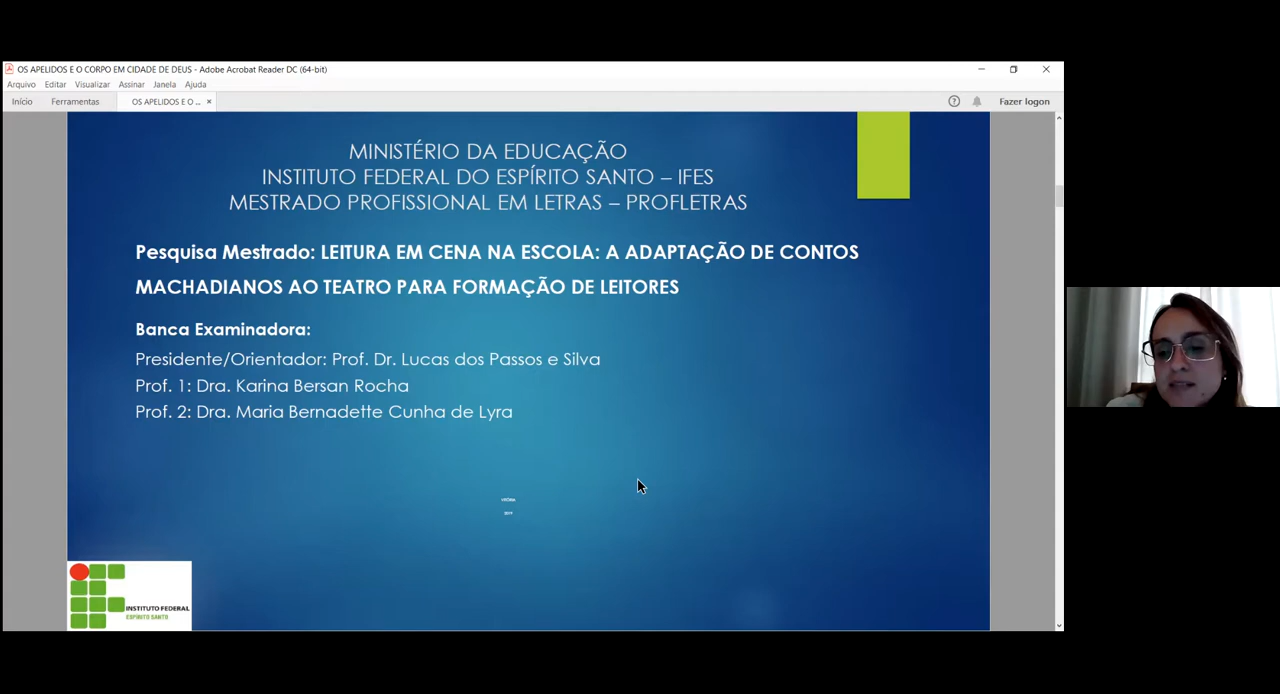 OS APELIDOS E O CORPO EM CIDADE DE DEUS - Adobe Acrobat Reader DC (64-bit)
Arquivo Editar Visualizar Assinar Janela Ajuda
Início Ferramentas OS APELIDOS E O ... × Fazer logon
MINISTÉRIO DA EDUCAÇÃO
INSTITUTO FEDERAL DO ESPÍRITO SANTO – IFES
MESTRADO PROFISSIONAL EM LETRAS – PROFLETRAS
Pesquisa Mestrado: LEITURA EM CENA NA ESCOLA: A ADAPTAÇÃO DE CONTOS
MACHADIANOS AO TEATRO PARA FORMAÇÃO DE LEITORES
Banca Examinadora:
Presidente/Orientador: Prof. Dr. Lucas dos Passos e Silva
Prof. 1: Dra. Karina Bersan Rocha
Prof. 2: Dra. Maria Bernadette Cunha de Lyra
INSTITUTO FEDERAL
ESPÍRITO SANTO